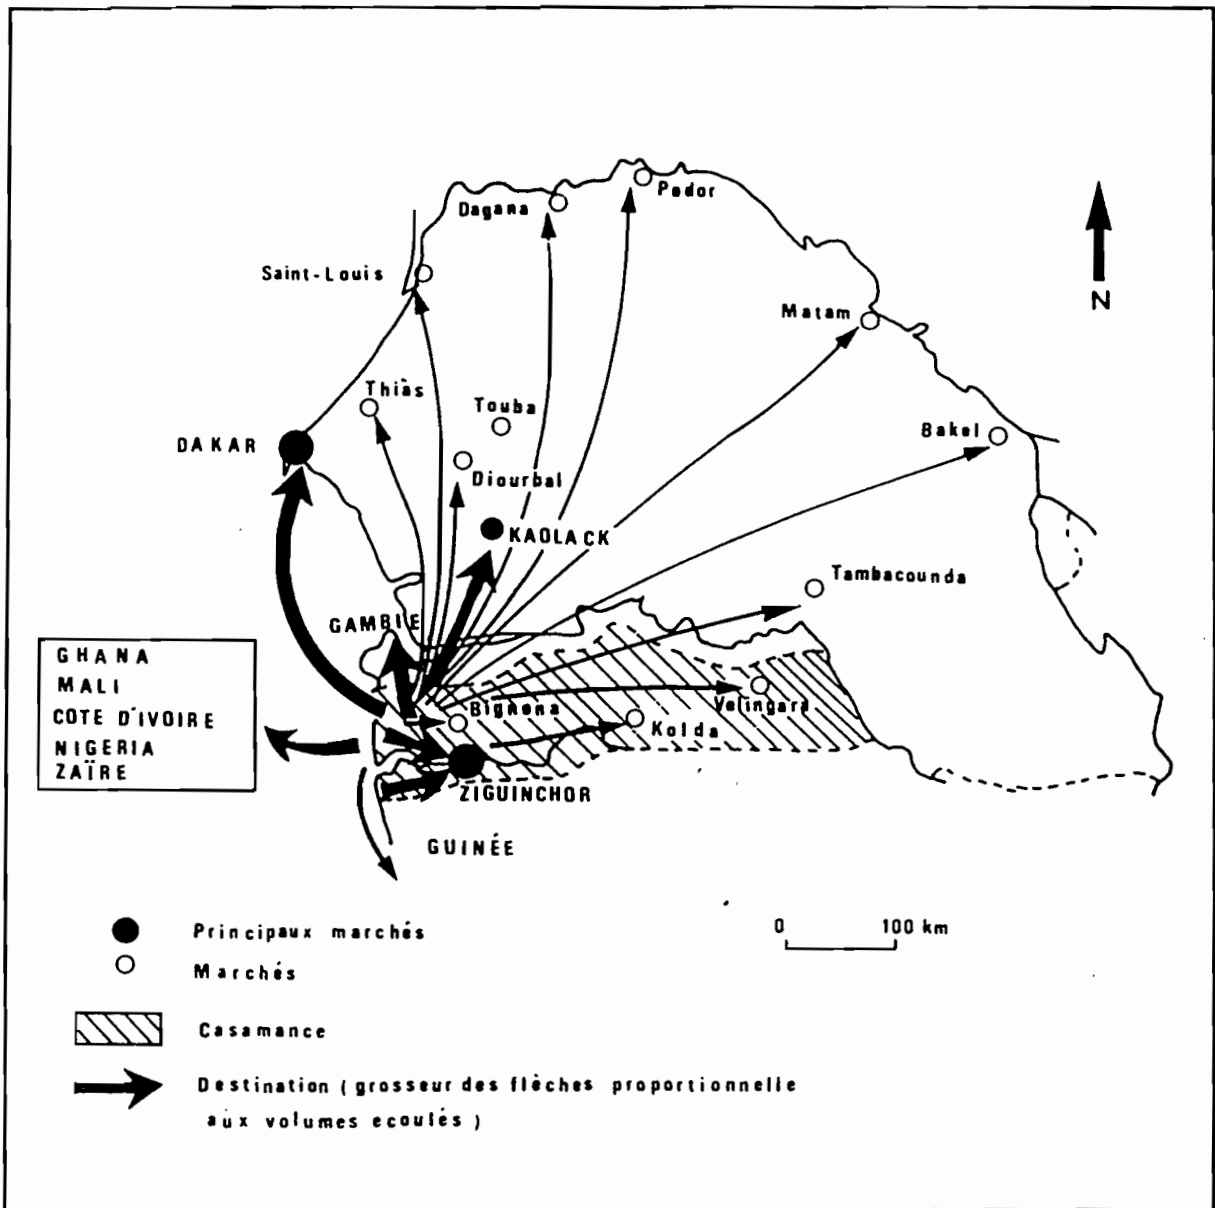 Podor
Dagana
Saint-Louis
N
Matam
Thiès
Touba
DAKAR
Bakel
Diourbal
KAOLACK
Tambacounda
GAMBIE
GHANA
MALI
COTE D'IVOIRE
NIGERIA
ZAÏRE
Bignona
Velingara
Kolda
ZIGUINCHOR
GUINÉE
Principaux marchés
0 100 km
Marchés
Casamance
Destination (grosseur des flèches proportionnelle
aux volumes ecoulés)